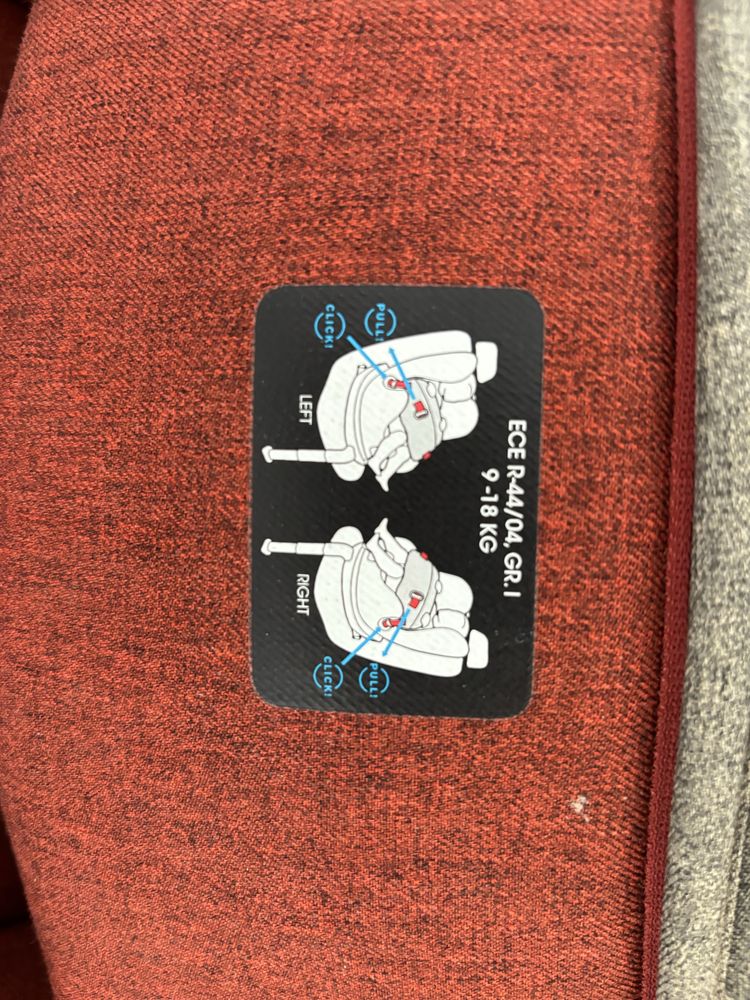 ECE R-44/04, GR.I
9-18 KG
PULL!
CLICK!
LEFT
PULL!
CLICK!
RIGHT